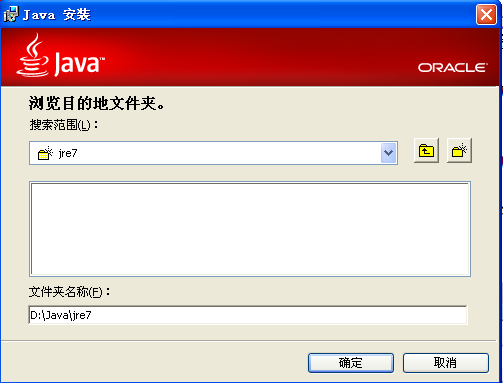 Java 安装
Java™
ORACLE
浏览目的地文件夹。
搜索范围(L)：
jre7
文件夹名称(F)：
D:\Java\jre7
确定
取消